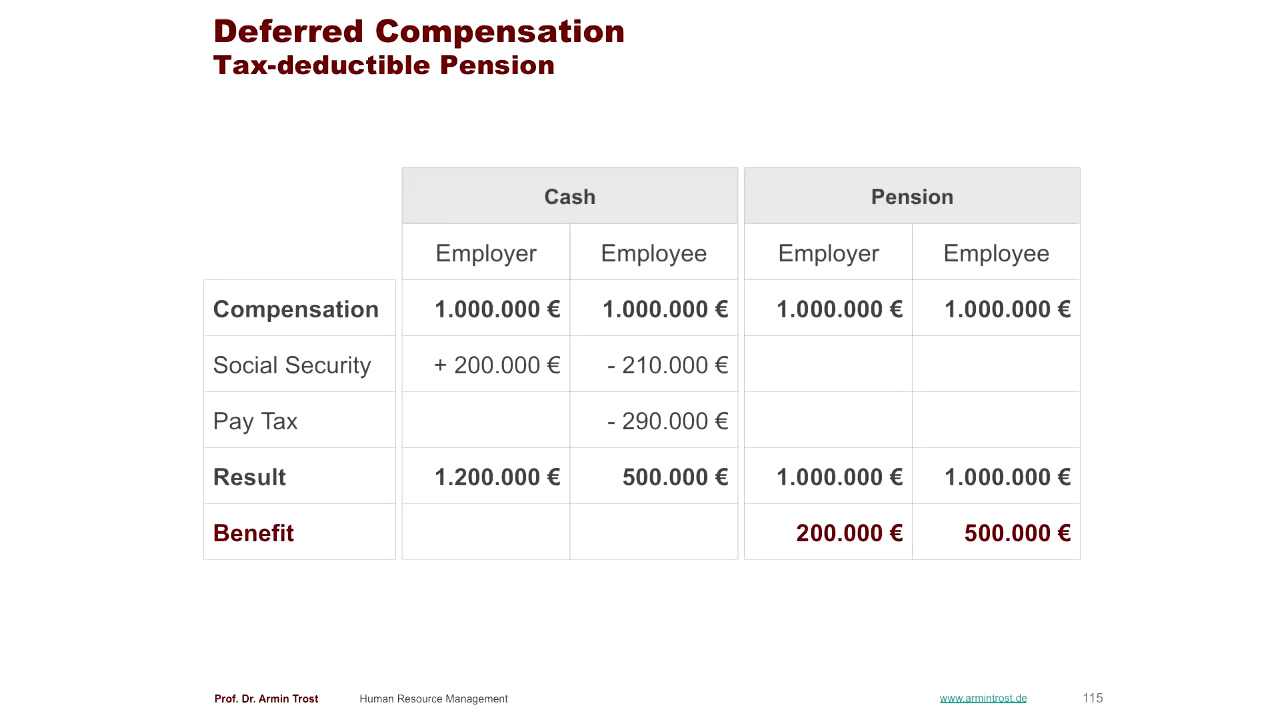 Deferred Compensation
Tax-deductible Pension
Cash Pension
Employer Employee Employer Employee
Compensation 1.000.000 € 1.000.000 € 1.000.000 € 1.000.000 €
Social Security + 200.000 € - 210.000 €
Pay Tax - 290.000 €
Result 1.200.000 € 500.000 € 1.000.000 € 1.000.000 €
Benefit 200.000 € 500.000 €
Prof. Dr. Armin Trost Human Resource Management www.armintrost.de 115